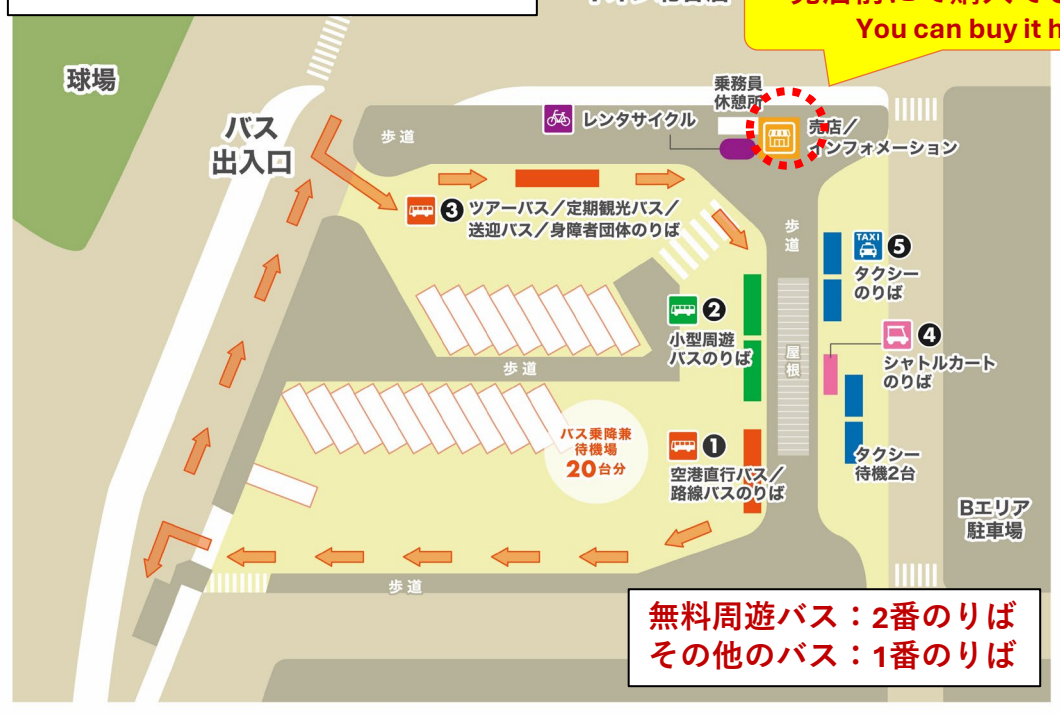 You can buy it h
球場
バス
出入口
歩道
レンタサイクル
乗務員
休憩所
売店/
インフォメーション
❸ ツアーバス/定期観光バス/
送迎バス/身障者団体のりば
歩道
TAXI
❺
タクシー
のりば
❷
小型周遊
バスのりば
屋根
❹
シャトルカート
のりば
歩道
バス乗降兼
待機場
20台分
❶
空港直行バス/
路線バスのりば
タクシー
待機2台
Bエリア
駐車場
歩道
無料周遊バス：2番のりば
その他のバス：1番のりば